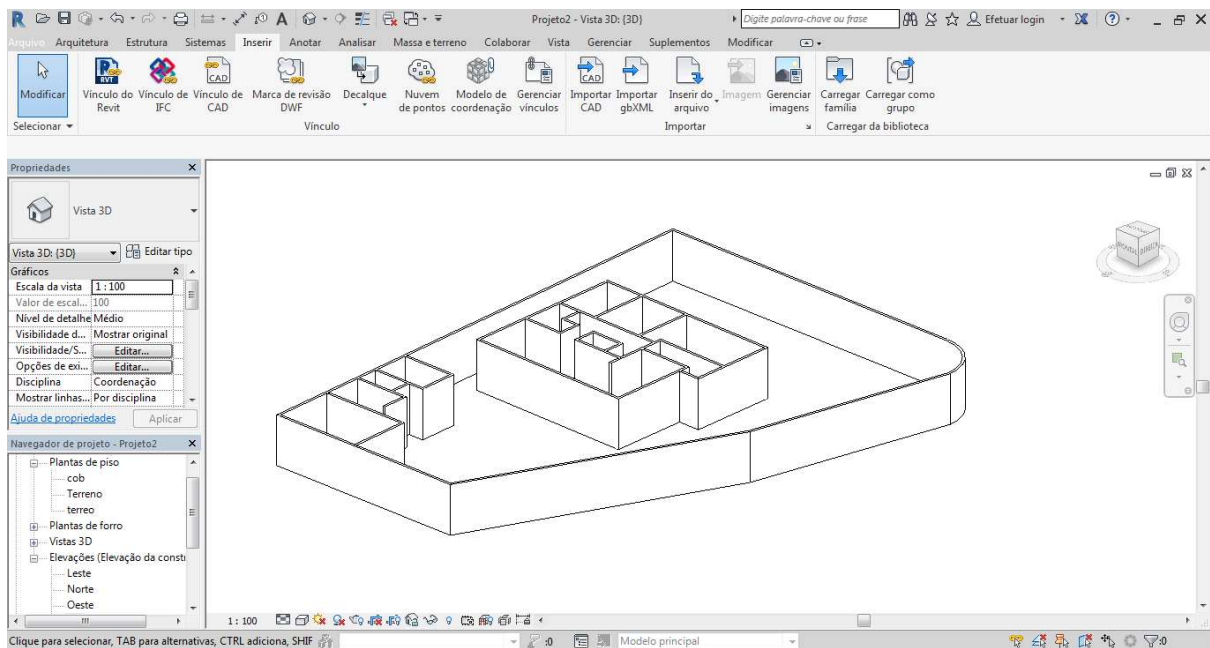 Projeto2 - Vista 3D: {3D}
Digite palavra-chave ou frase
Efetuar login
Arquivo Arquitetura Estrutura Sistemas Inserir Anotar Analisar Massa e terreno Colaborar Vista Gerenciar Suplementos Modificar
Modificar
Vínculo do Revit
Vínculo de IFC
Vínculo de CAD
Marca de revisão DWF
Decalque
Nuvem de pontos
Modelo de coordenação
Gerenciar vínculos
Importar CAD
Importar gbXML
Inserir do arquivo
Imagem
Gerenciar imagens
Carregar família
Carregar como grupo
Selecionar
Vínculo
Importar
Carregar da biblioteca
Propriedades
Vista 3D
Vista 3D: {3D}
Editar tipo
Gráficos
Escala da vista 1 : 100
Valor de escal... 100
Nível de detalhe Médio
Visibilidade d... Mostrar original
Visibilidade/S... Editar...
Opções de exi... Editar...
Disciplina Coordenação
Mostrar linhas... Por disciplina
Ajuda de propriedades
Aplicar
Navegador de projeto - Projeto2
Plantas de piso
cob
Terreno
terreo
Plantas de forro
Vistas 3D
Elevações (Elevação da constr
Leste
Norte
Oeste
1 : 100
Clique para selecionar, TAB para alternativas, CTRL adiciona, SHIF
:0
Modelo principal
:0